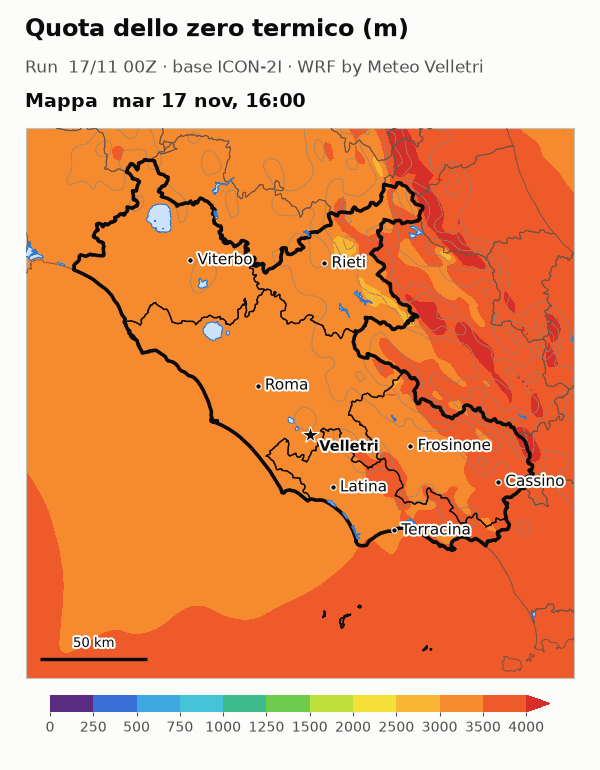 Quota dello zero termico (m)
Run  17/11 00Z · base ICON-2I · WRF by Meteo Velletri
Mappa  mar 17 nov, 16:00
Viterbo
Rieti
Roma
Velletri
Frosinone
Latina
Cassino
Terracina
50 km
0 250 500 750 1000 1250 1500 2000 2500 3000 3500 4000